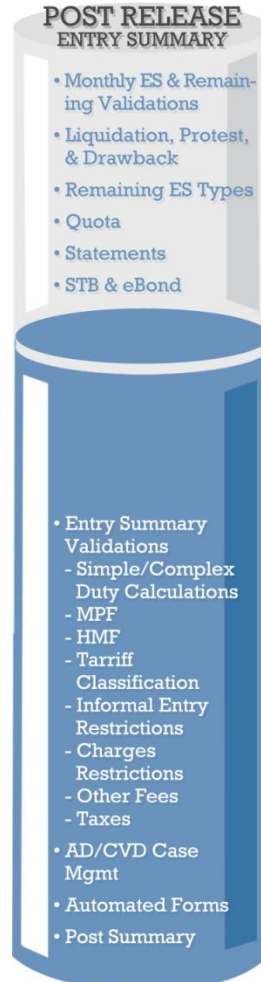 POST RELEASE
ENTRY SUMMARY
• Monthly ES & Remain-
ing Validations
• Liquidation, Protest,
& Drawback
• Remaining ES Types
• Quota
• Statements
• STB & eBond
• Entry Summary
Validations
- Simple/Complex
Duty Calculations
- MPF
- HMF
- Tarriff
Classification
- Informal Entry
Restrictions
- Charges
Restrictions
- Other Fees
- Taxes
• AD/CVD Case
Mgmt
• Automated Forms
• Post Summary